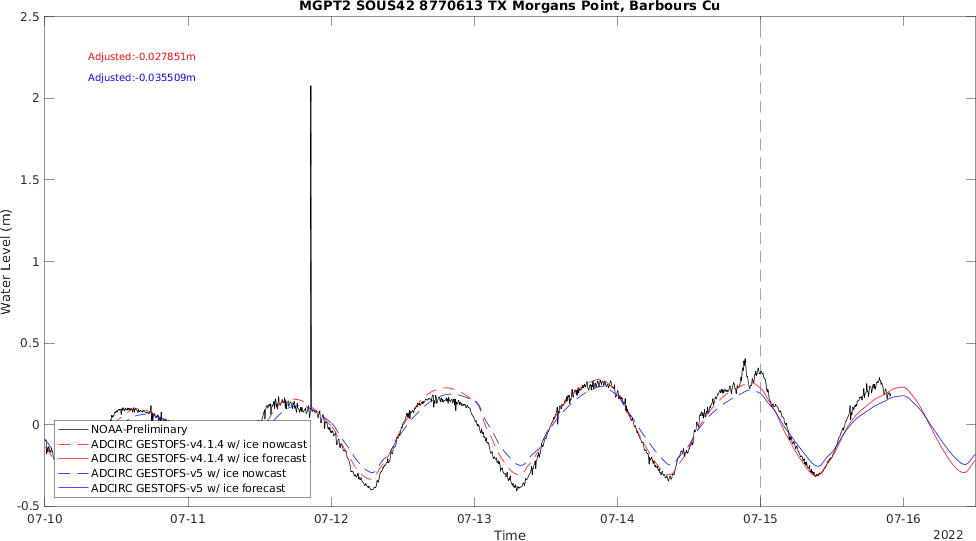 MGPT2 SOUS42 8770613 TX Morgans Point, Barbours Cu
2.5
Adjusted:-0.027851m
Adjusted:-0.035509m
2
1.5
1
0.5
0
-0.5
Water Level (m)
NOAA-Preliminary
ADCIRC GESTOFS-v4.1.4 w/ ice nowcast
ADCIRC GESTOFS-v4.1.4 w/ ice forecast
ADCIRC GESTOFS-v5 w/ ice nowcast
ADCIRC GESTOFS-v5 w/ ice forecast
07-10 07-11 07-12 07-13 07-14 07-15 07-16
Time
2022